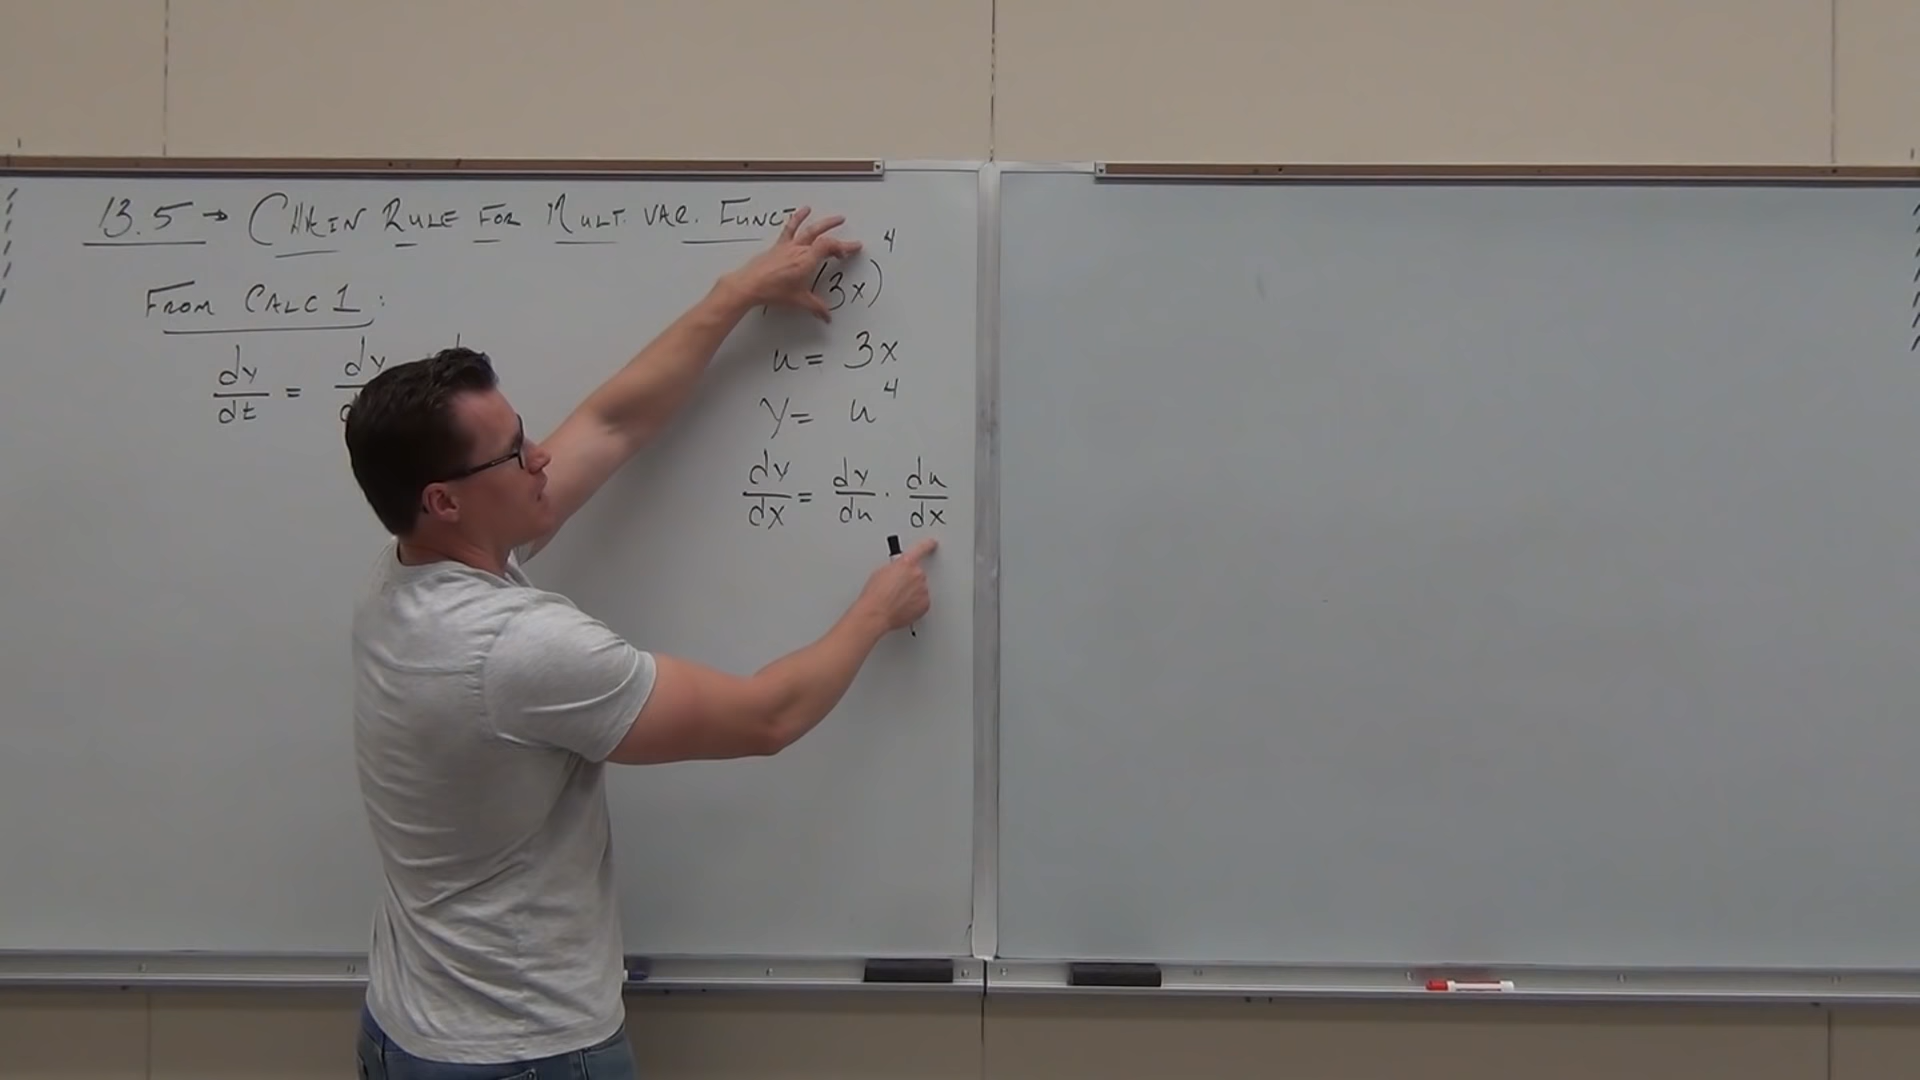 13.5 → CHAIN RULE FOR MULT. VAR. FUNCT
FROM CALC 1:
dy/dt = dy
(3x)^4
u = 3x
y = u^4
dy/dx = dy/du · du/dx